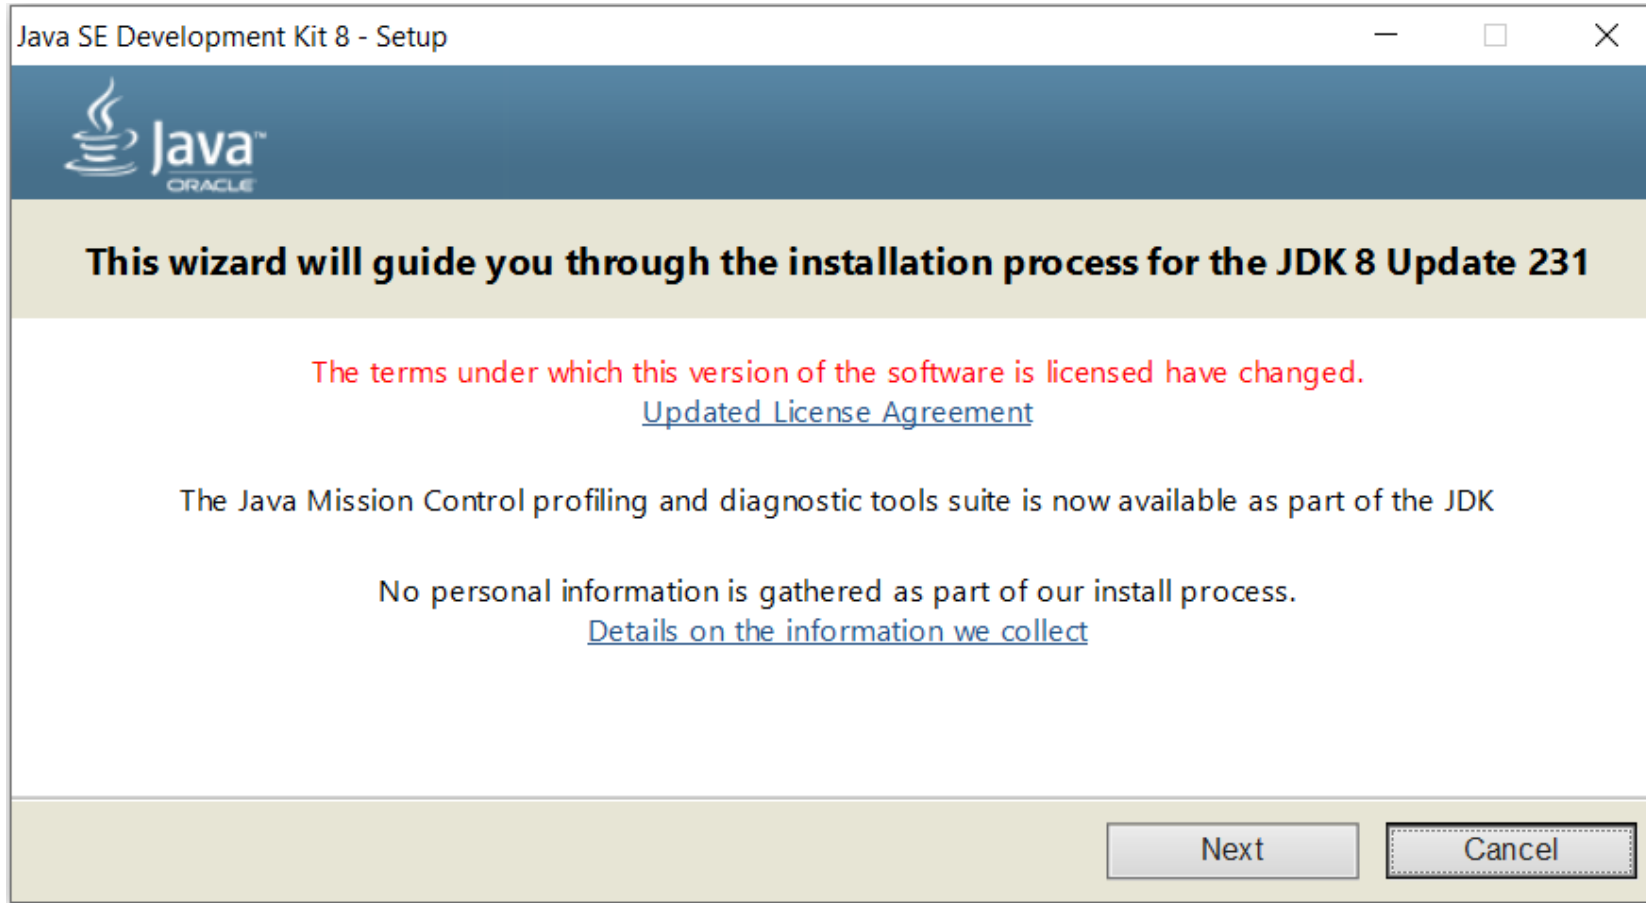 Java SE Development Kit 8 - Setup
Java™
ORACLE
This wizard will guide you through the installation process for the JDK 8 Update 231
The terms under which this version of the software is licensed have changed.
Updated License Agreement
The Java Mission Control profiling and diagnostic tools suite is now available as part of the JDK
No personal information is gathered as part of our install process.
Details on the information we collect
Next
Cancel